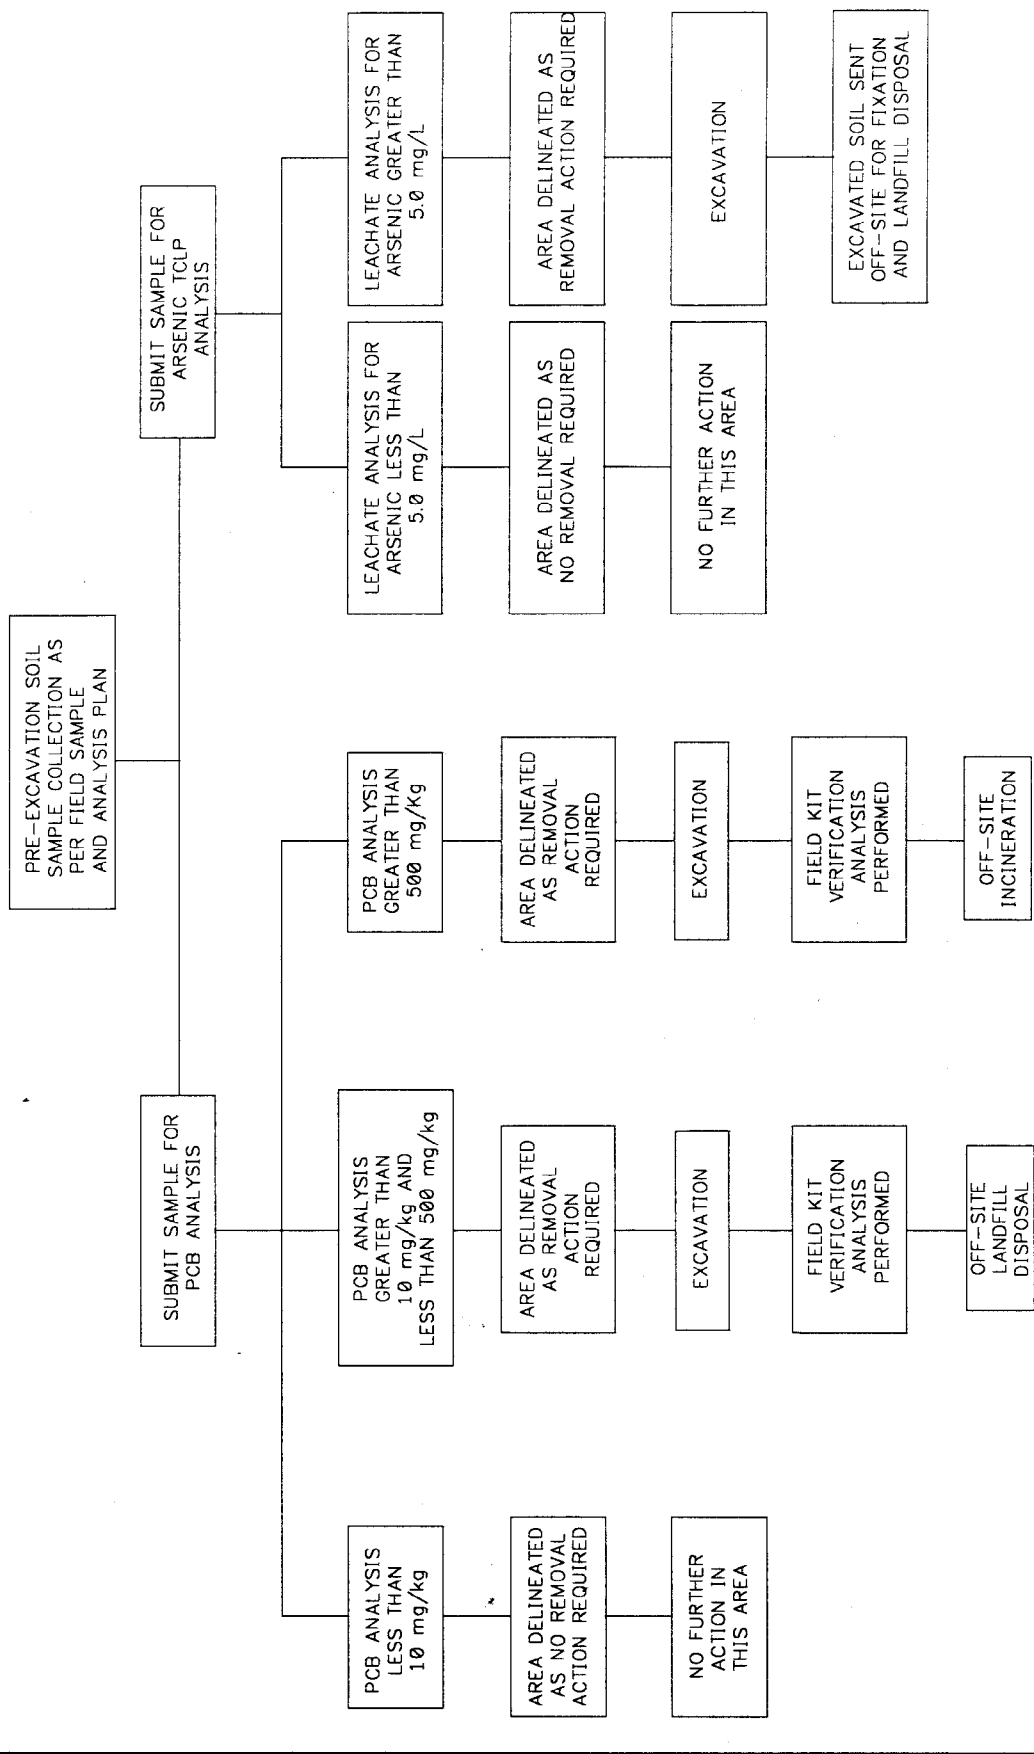 PRE-EXCAVATION SOIL
SAMPLE COLLECTION AS
PER FIELD SAMPLE
AND ANALYSIS PLAN
SUBMIT SAMPLE FOR
PCB ANALYSIS
SUBMIT SAMPLE FOR
ARSENIC TCLP
ANALYSIS
PCB ANALYSIS
LESS THAN
10 mg/kg
AREA DELINEATED
AS NO REMOVAL
ACTION REQUIRED
NO FURTHER
ACTION IN
THIS AREA
PCB ANALYSIS
GREATER THAN
10 mg/kg AND
LESS THAN 500 mg/kg
AREA DELINEATED
AS REMOVAL
ACTION
REQUIRED
EXCAVATION
FIELD KIT
VERIFICATION
ANALYSIS
PERFORMED
OFF-SITE
LANDFILL
DISPOSAL
PCB ANALYSIS
GREATER THAN
500 mg/Kg
AREA DELINEATED
AS REMOVAL
ACTION
REQUIRED
EXCAVATION
FIELD KIT
VERIFICATION
ANALYSIS
PERFORMED
OFF-SITE
INCINERATION
LEACHATE ANALYSIS FOR
ARSENIC LESS THAN
5.0 mg/L
AREA DELINEATED AS
NO REMOVAL REQUIRED
NO FURTHER ACTION
IN THIS AREA
LEACHATE ANALYSIS FOR
ARSENIC GREATER THAN
5.0 mg/L
AREA DELINEATED AS
REMOVAL ACTION REQUIRED
EXCAVATION
EXCAVATED SOIL SENT
OFF-SITE FOR FIXATION
AND LANDFILL DISPOSAL